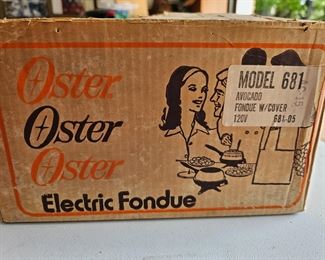 Oster
Oster
Oster
Electric Fondue
MODEL 681
AVOCADO
FONDUE W/COVER
120V 681-05